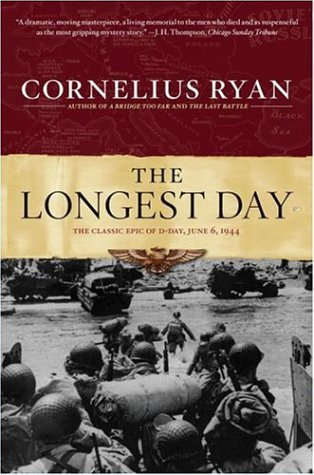 "A dramatic, moving masterpiece, a living memorial to the men who died and as suspenseful
as the most gripping mystery story." —J. H. Thompson, Chicago Sunday Tribune
CORNELIUS RYAN
AUTHOR OF A BRIDGE TOO FAR AND THE LAST BATTLE
THE
LONGEST DAY
THE CLASSIC EPIC OF D-DAY, JUNE 6, 1944